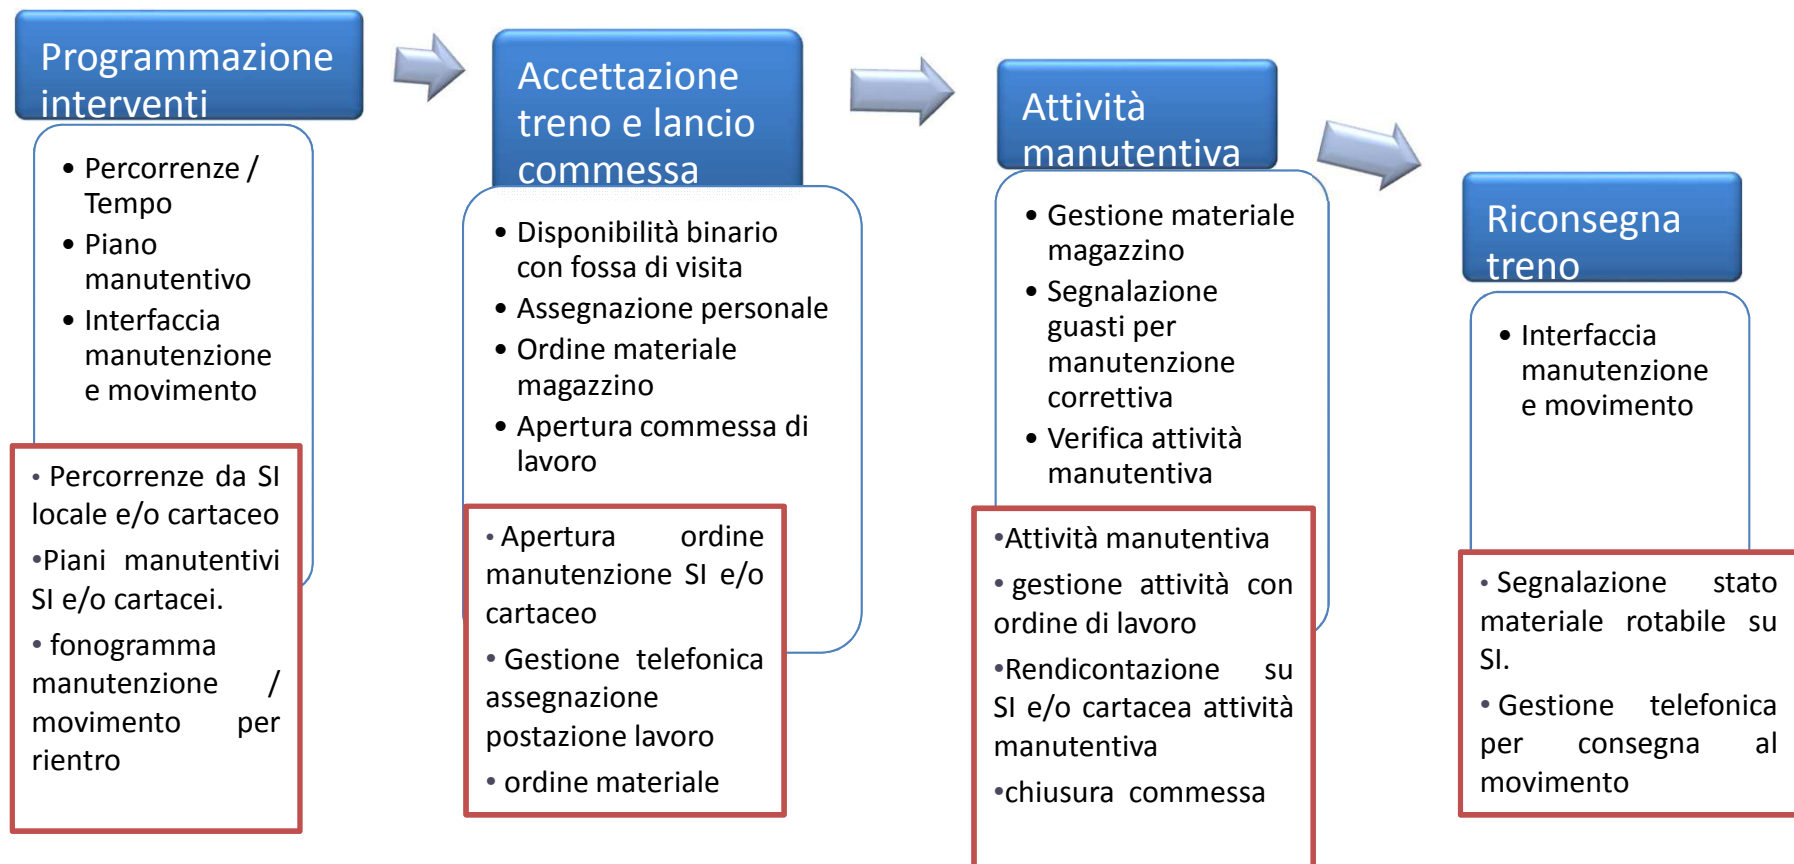 Programmazione
interventi
• Percorrenze /
Tempo
• Piano
manutentivo
• Interfaccia
manutenzione
e movimento
• Percorrenze da SI
locale e/o cartaceo
•Piani manutentivi
SI e/o cartacei.
• fonogramma
manutenzione /
movimento per
rientro
Accettazione
treno e lancio
commessa
• Disponibilità binario
con fossa di visita
• Assegnazione personale
• Ordine materiale
magazzino
• Apertura commessa di
lavoro
• Apertura ordine
manutenzione SI e/o
cartaceo
• Gestione telefonica
assegnazione
postazione lavoro
• ordine materiale
Attività
manutentiva
• Gestione materiale
magazzino
• Segnalazione
guasti per
manutenzione
correttiva
• Verifica attività
manutentiva
•Attività manutentiva
• gestione attività con
ordine di lavoro
•Rendicontazione su
SI e/o cartacea attività
manutentiva
•chiusura commessa
Riconsegna
treno
• Interfaccia
manutenzione
e movimento
• Segnalazione stato
materiale rotabile su
SI.
• Gestione telefonica
per consegna al
movimento